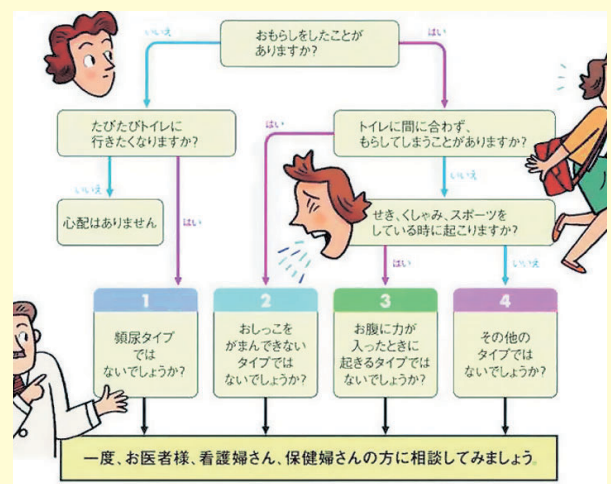 おもらしをしたことが
ありますか？
いいえ
はい
たびたびトイレに
行きたくなりますか？
トイレに間に合わず、
もらしてしまうことがありますか？
はい
いいえ
いいえ
はい
心配はありません
せき、くしゃみ、スポーツを
している時に起こりますか？
はい
いいえ
1
頻尿タイプ
では
ないでしょうか？
2
おしっこを
がまんできない
タイプでは
ないでしょうか？
3
お腹に力が
入ったときに
起きるタイプでは
ないでしょうか？
4
その他の
タイプでは
ないでしょうか？
一度、お医者様、看護婦さん、保健婦さんの方に相談してみましょう。